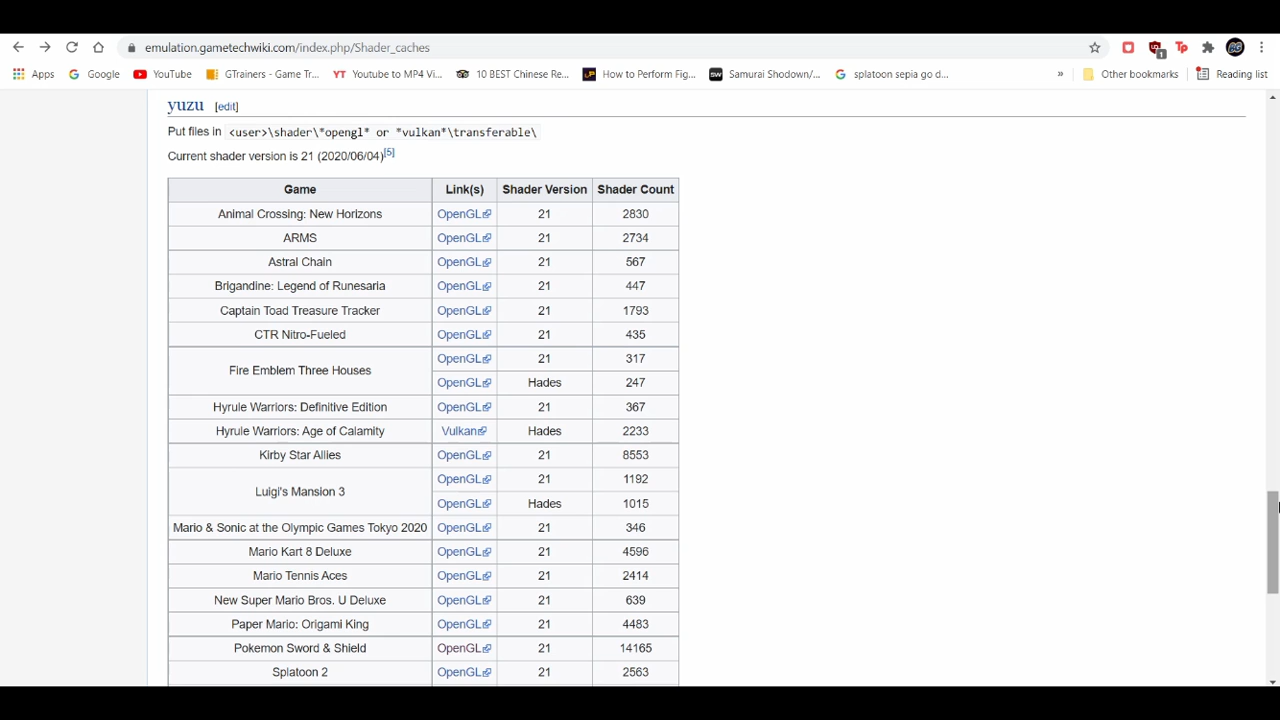 emulation.gametechwiki.com/index.php/Shader_caches
1
Tp
Apps Google YouTube GTrainers - Game Tr... YT Youtube to MP4 Vi... 10 BEST Chinese Re... How to Perform Fig... Samurai Shodown/... splatoon sepia go d... » Other bookmarks Reading list
yuzu [edit]
Put files in <user>\shader\*opengl* or *vulkan*\transferable\
Current shader version is 21 (2020/06/04)[5]
Game Link(s) Shader Version Shader Count
Animal Crossing: New Horizons OpenGL 21 2830
ARMS OpenGL 21 2734
Astral Chain OpenGL 21 567
Brigandine: Legend of Runesaria OpenGL 21 447
Captain Toad Treasure Tracker OpenGL 21 1793
CTR Nitro-Fueled OpenGL 21 435
Fire Emblem Three Houses OpenGL 21 317
OpenGL Hades 247
Hyrule Warriors: Definitive Edition OpenGL 21 367
Hyrule Warriors: Age of Calamity Vulkan Hades 2233
Kirby Star Allies OpenGL 21 8553
Luigi's Mansion 3 OpenGL 21 1192
OpenGL Hades 1015
Mario & Sonic at the Olympic Games Tokyo 2020 OpenGL 21 346
Mario Kart 8 Deluxe OpenGL 21 4596
Mario Tennis Aces OpenGL 21 2414
New Super Mario Bros. U Deluxe OpenGL 21 639
Paper Mario: Origami King OpenGL 21 4483
Pokemon Sword & Shield OpenGL 21 14165
Splatoon 2 OpenGL 21 2563